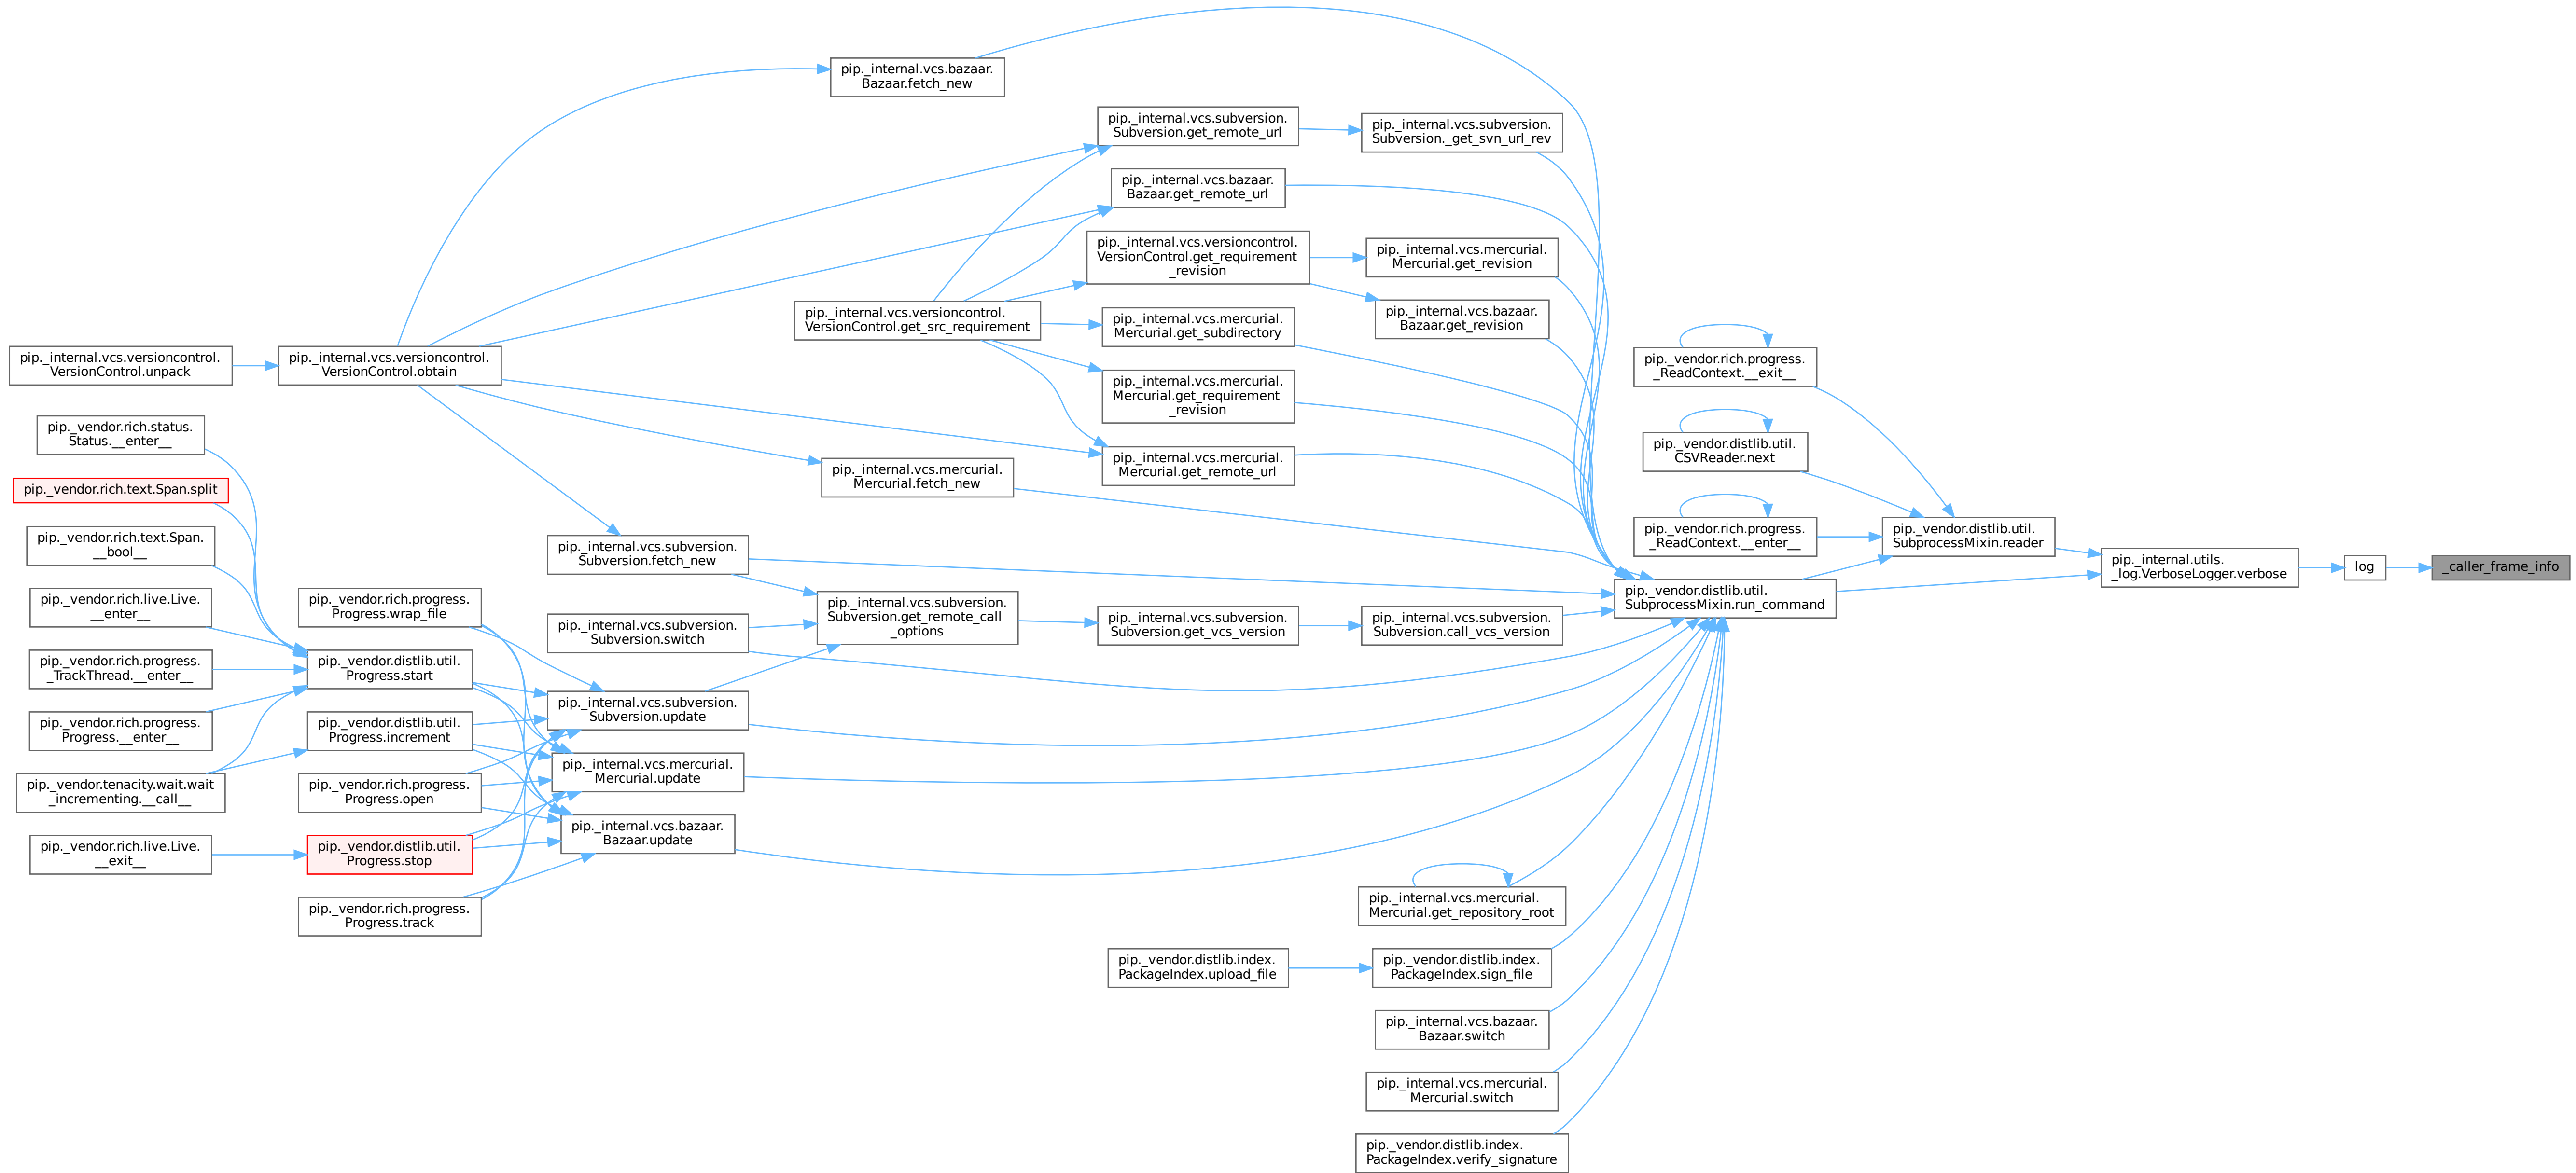 pip._internal.vcs.bazaar.
Bazaar.fetch_new
pip._internal.vcs.subversion.
Subversion.get_remote_url
pip._internal.vcs.subversion.
Subversion._get_svn_url_rev
pip._internal.vcs.bazaar.
Bazaar.get_remote_url
pip._internal.vcs.versioncontrol.
VersionControl.get_requirement
_revision
pip._internal.vcs.mercurial.
Mercurial.get_revision
pip._internal.vcs.versioncontrol.
VersionControl.get_src_requirement
pip._internal.vcs.mercurial.
Mercurial.get_subdirectory
pip._internal.vcs.bazaar.
Bazaar.get_revision
pip._internal.vcs.versioncontrol.
VersionControl.unpack
pip._internal.vcs.versioncontrol.
VersionControl.obtain
pip._internal.vcs.mercurial.
Mercurial.get_requirement
_revision
pip._vendor.rich.progress.
_ReadContext.__exit__
pip._vendor.rich.status.
Status.__enter__
pip._vendor.distlib.util.
CSVReader.next
pip._internal.vcs.mercurial.
Mercurial.get_remote_url
pip._internal.vcs.mercurial.
Mercurial.fetch_new
pip._vendor.rich.text.Span.split
pip._vendor.rich.text.Span.
__bool__
pip._internal.vcs.subversion.
Subversion.fetch_new
pip._vendor.rich.progress.
_ReadContext.__enter__
pip._vendor.distlib.util.
SubprocessMixin.reader
pip._internal.utils.
_log.VerboseLogger.verbose
log
_caller_frame_info
pip._vendor.rich.live.Live.
__enter__
pip._vendor.rich.progress.
Progress.wrap_file
pip._internal.vcs.subversion.
Subversion.switch
pip._internal.vcs.subversion.
Subversion.get_remote_call
_options
pip._internal.vcs.subversion.
Subversion.get_vcs_version
pip._internal.vcs.subversion.
Subversion.call_vcs_version
pip._vendor.distlib.util.
SubprocessMixin.run_command
pip._vendor.rich.progress.
_TrackThread.__enter__
pip._vendor.distlib.util.
Progress.start
pip._internal.vcs.subversion.
Subversion.update
pip._vendor.rich.progress.
Progress.__enter__
pip._vendor.distlib.util.
Progress.increment
pip._internal.vcs.mercurial.
Mercurial.update
pip._vendor.tenacity.wait.wait
_incrementing.__call__
pip._vendor.rich.progress.
Progress.open
pip._internal.vcs.bazaar.
Bazaar.update
pip._vendor.rich.live.Live.
__exit__
pip._vendor.distlib.util.
Progress.stop
pip._vendor.rich.progress.
Progress.track
pip._internal.vcs.mercurial.
Mercurial.get_repository_root
pip._vendor.distlib.index.
PackageIndex.upload_file
pip._vendor.distlib.index.
PackageIndex.sign_file
pip._internal.vcs.bazaar.
Bazaar.switch
pip._internal.vcs.mercurial.
Mercurial.switch
pip._vendor.distlib.index.
PackageIndex.verify_signature